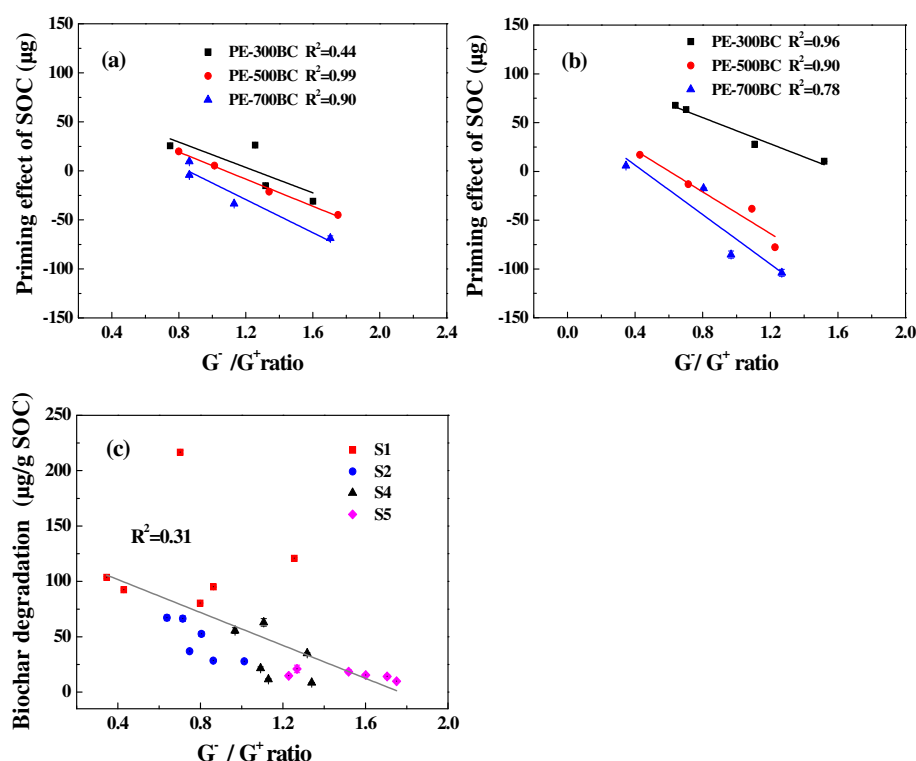 (a)
PE-300BC R²=0.44
PE-500BC R²=0.99
PE-700BC R²=0.90
Priming effect of SOC (µg)
150
100
50
0
-50
-100
-150
0.4 0.8 1.2 1.6 2.0 2.4
G⁻ /G⁺ ratio
(b)
PE-300BC R²=0.96
PE-500BC R²=0.90
PE-700BC R²=0.78
Priming effect of SOC (µg)
150
100
50
0
-50
-100
-150
0.0 0.4 0.8 1.2 1.6 2.0
G⁻/ G⁺ ratio
(c)
S1
S2
S4
S5
R²=0.31
Biochar degradation (µg/g SOC)
250
200
150
100
50
0
0.4 0.8 1.2 1.6 2.0
G⁻ / G⁺ ratio